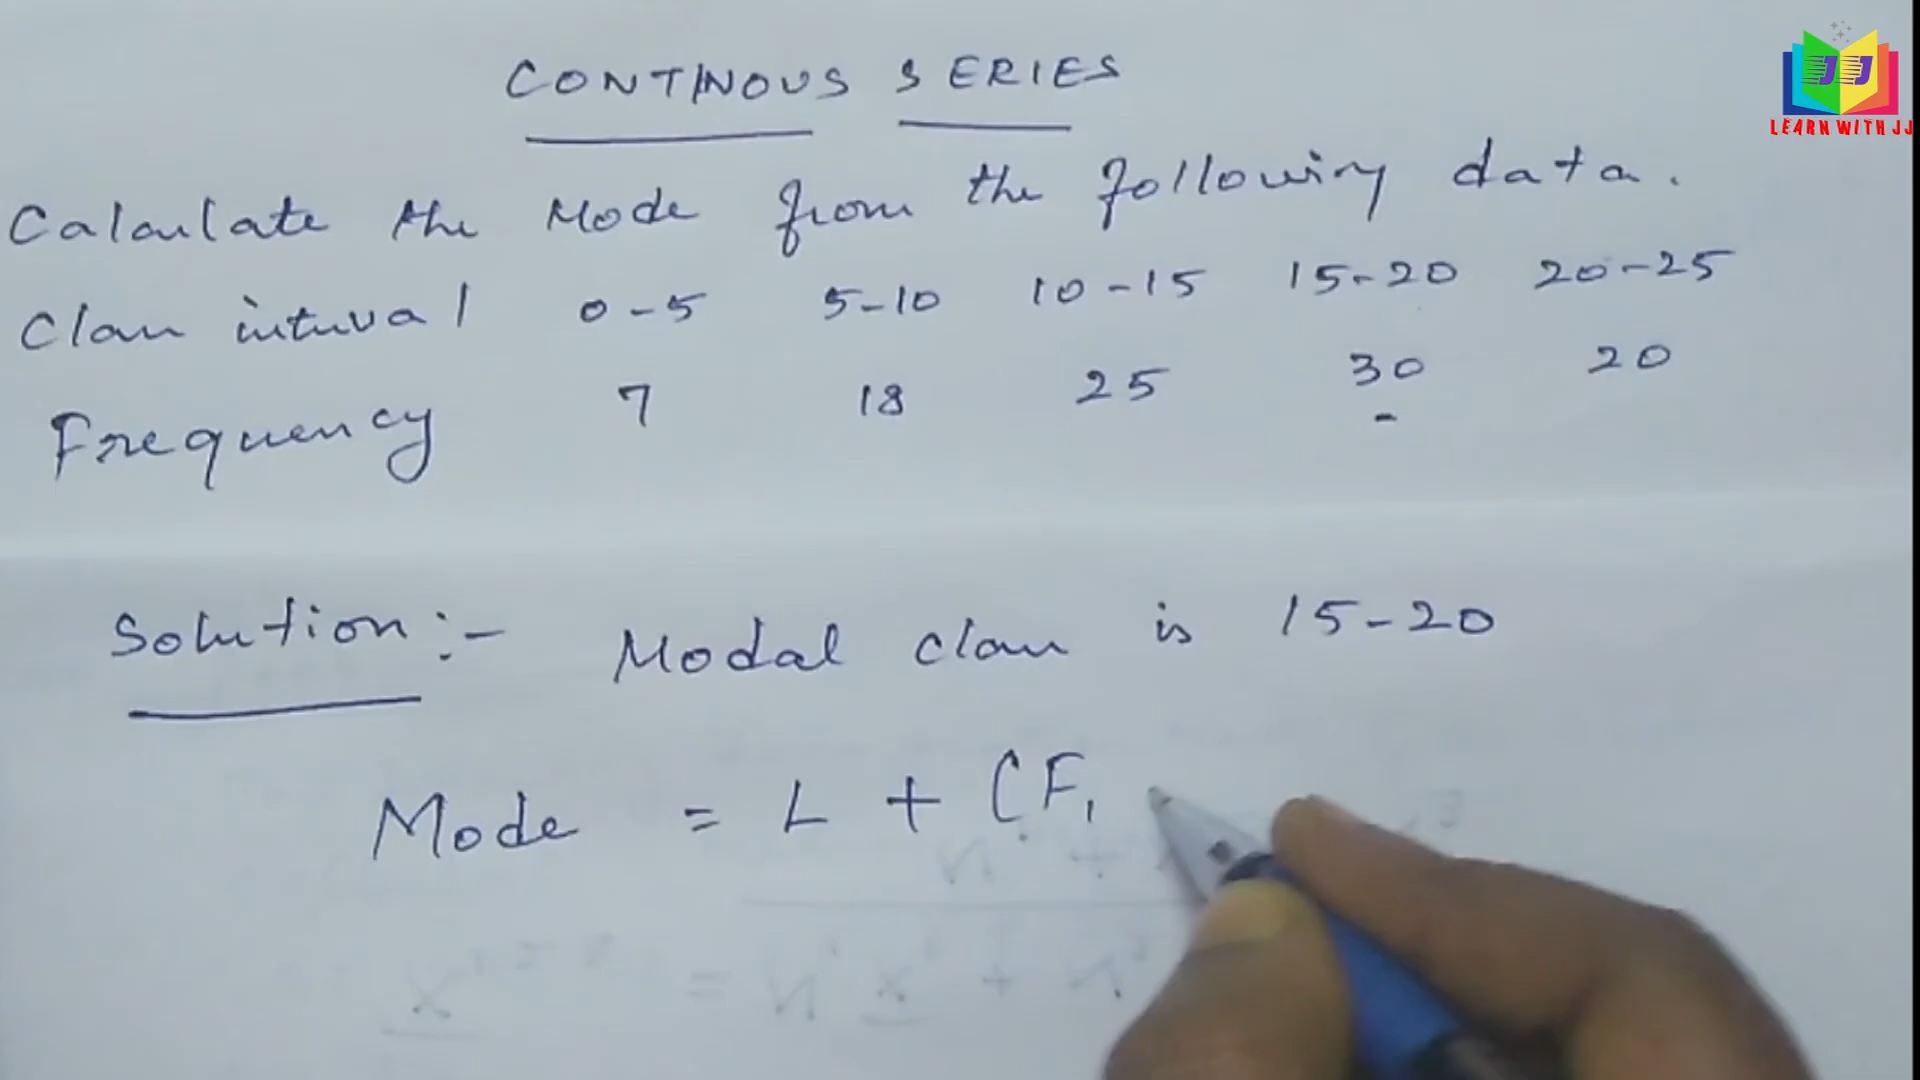 CONTINOUS SERIES
LEARN WITH JJ
Calculate the Mode from the following data.
Class interval 0-5 5-10 10-15 15-20 20-25
Frequency 7 18 25 30 20
Solution:- Modal class is 15-20
Mode = L + (F1